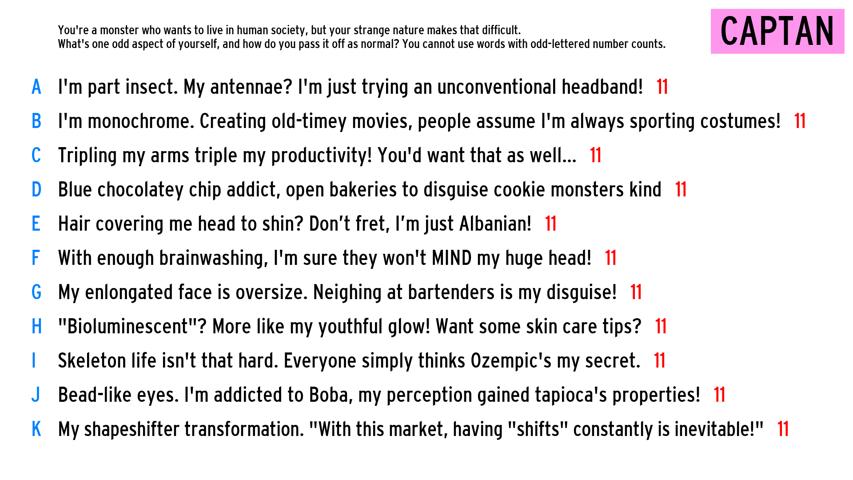 You're a monster who wants to live in human society, but your strange nature makes that difficult.
What's one odd aspect of yourself, and how do you pass it off as normal? You cannot use words with odd-lettered number counts.
CAPTAN
A I'm part insect. My antennae? I'm just trying an unconventional headband! 11
B I'm monochrome. Creating old-timey movies, people assume I'm always sporting costumes! 11
C Tripling my arms triple my productivity! You'd want that as well... 11
D Blue chocolatey chip addict, open bakeries to disguise cookie monsters kind 11
E Hair covering me head to shin? Don’t fret, I’m just Albanian! 11
F With enough brainwashing, I'm sure they won't MIND my huge head! 11
G My enlongated face is oversize. Neighing at bartenders is my disguise! 11
H "Bioluminescent"? More like my youthful glow! Want some skin care tips? 11
I Skeleton life isn't that hard. Everyone simply thinks Ozempic's my secret. 11
J Bead-like eyes. I'm addicted to Boba, my perception gained tapioca's properties! 11
K My shapeshifter transformation. "With this market, having "shifts" constantly is inevitable!" 11